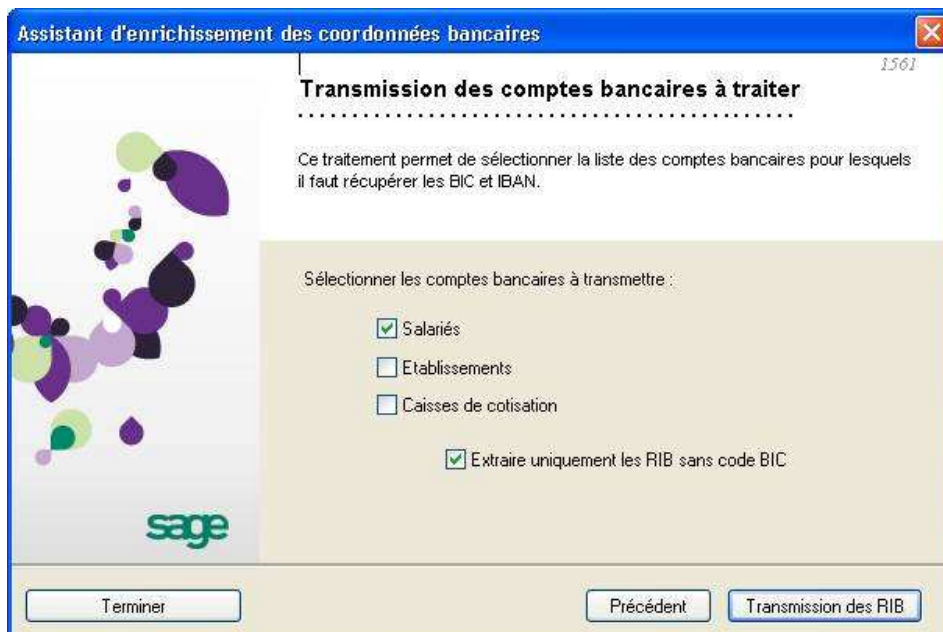 Assistant d'enrichissement des coordonnées bancaires
1561
Transmission des comptes bancaires à traiter
Ce traitement permet de sélectionner la liste des comptes bancaires pour lesquels
il faut récupérer les BIC et IBAN.
Sélectionner les comptes bancaires à transmettre :
Salariés
Etablissements
Caisses de cotisation
Extraire uniquement les RIB sans code BIC
sage
Terminer
Précédent
Transmission des RIB